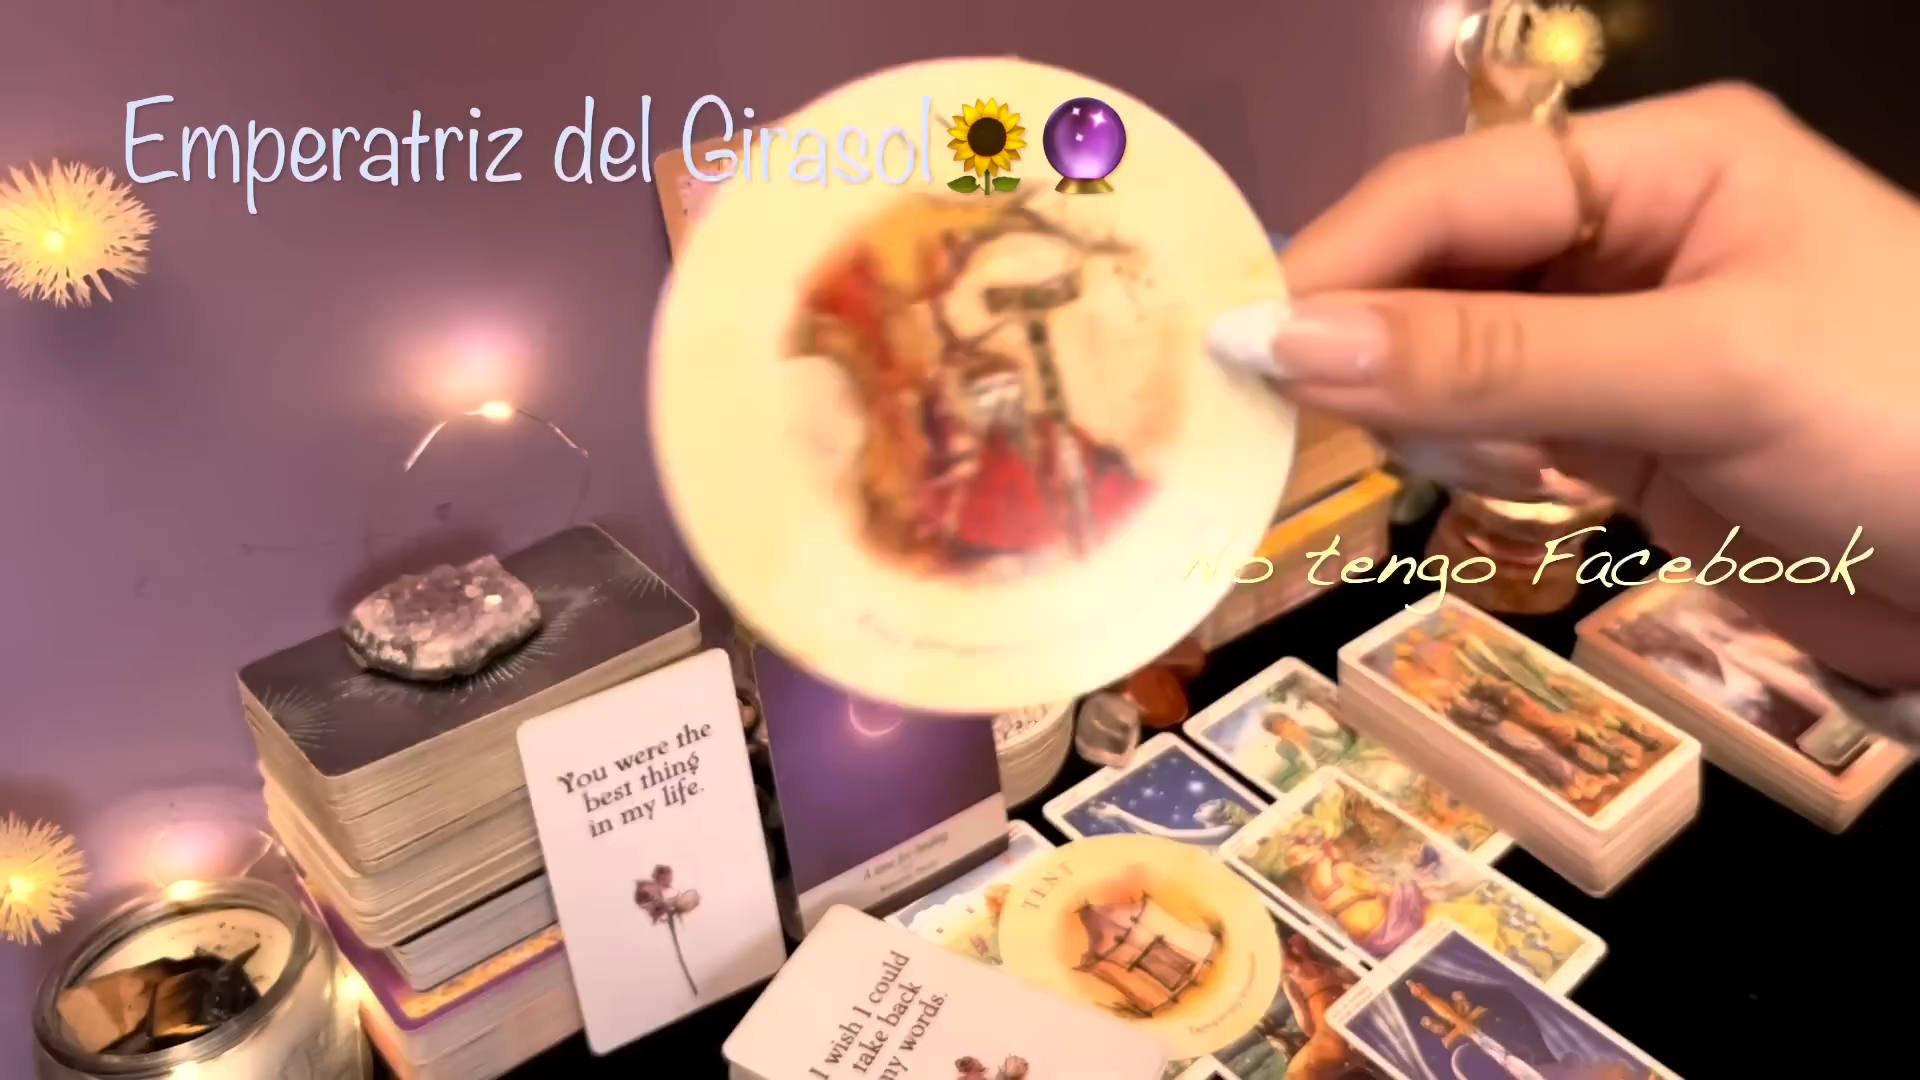 Emperatriz del Girasol🌻🔮
No tengo Facebook
You were the
best thing
in my life.
TENT
I wish I could
take back
my words.